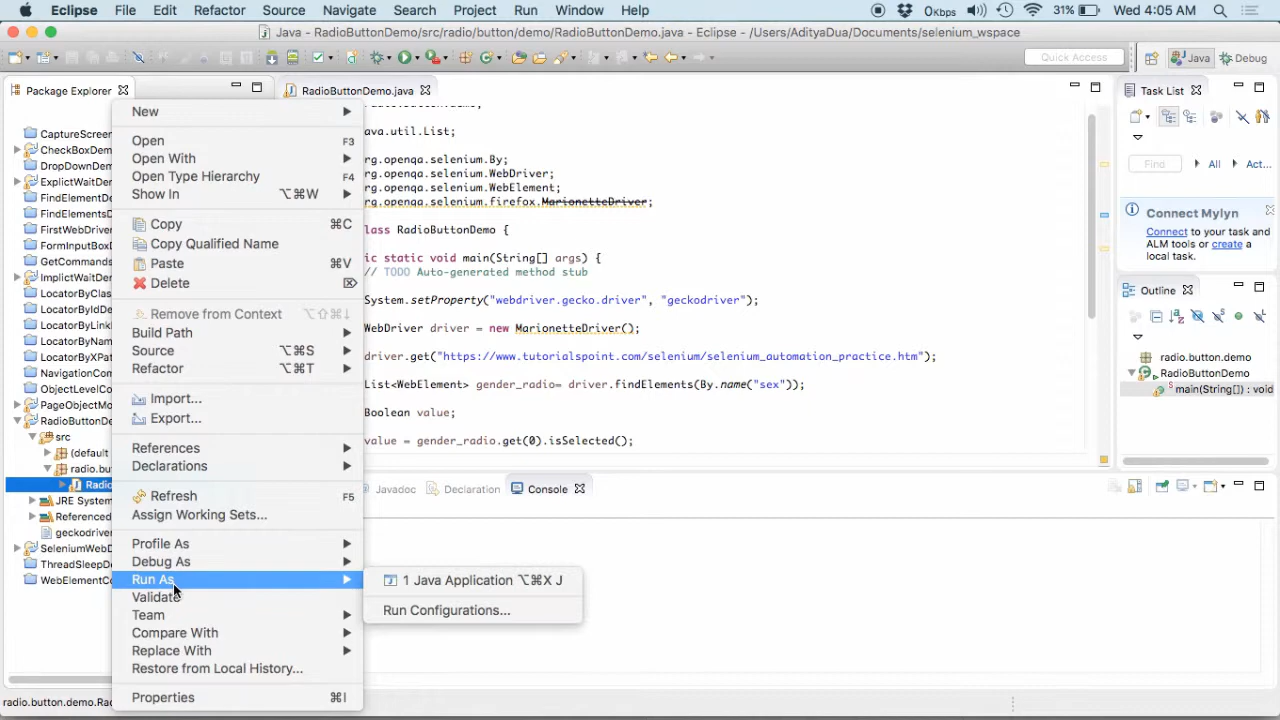 Eclipse File Edit Refactor Source Navigate Search Project Run Window Help 0Kbps 31% Wed 4:05 AM
Java - RadioButtonDemo/src/radio/button/demo/RadioButtonDemo.java - Eclipse - /Users/AdityaDua/Documents/selenium_wspace
Quick Access Java Debug
Package Explorer
CaptureScreen
CheckBoxDem
DropDownDem
ExplictWaitDem
FindElementDe
FindElementsD
FirstWebDriver
FormInputBoxD
GetCommands
ImplictWaitDem
LocatorByClas
LocatorByIdDe
LocatorByLink
LocatorByNam
LocatorByXPat
NavigationCom
ObjectLevelCo
PageObjectMo
RadioButtonDe
src
(default
radio.bu
Radio
JRE System
Referenced
geckodriver
SeleniumWebD
ThreadSleepDe
WebElementCo
New
Open F3
Open With
Open Type Hierarchy F4
Show In ⌥⌘W
Copy ⌘C
Copy Qualified Name
Paste ⌘V
Delete ⌦
Remove from Context ⌥⇧⌘↓
Build Path
Source ⌥⌘S
Refactor ⌥⌘T
Import...
Export...
References
Declarations
Refresh F5
Assign Working Sets...
Profile As
Debug As
Run As
Validate
Team
Compare With
Replace With
Restore from Local History...
Properties ⌘I
1 Java Application ⌥⌘X J
Run Configurations...
RadioButtonDemo.java
ava.util.List;
rg.openqa.selenium.By;
rg.openqa.selenium.WebDriver;
rg.openqa.selenium.WebElement;
rg.openqa.selenium.firefox.MarionetteDriver;
lass RadioButtonDemo {
ic static void main(String[] args) {
// TODO Auto-generated method stub
System.setProperty("webdriver.gecko.driver", "geckodriver");
WebDriver driver = new MarionetteDriver();
driver.get("https://www.tutorialspoint.com/selenium/selenium_automation_practice.htm");
List<WebElement> gender_radio= driver.findElements(By.name("sex"));
Boolean value;
value = gender_radio.get(0).isSelected();
Javadoc Declaration Console
Task List
Find All Act...
Connect Mylyn
Connect to your task and
ALM tools or create a
local task.
Outline
radio.button.demo
RadioButtonDemo
main(String[]) : void
radio.button.demo.Ra